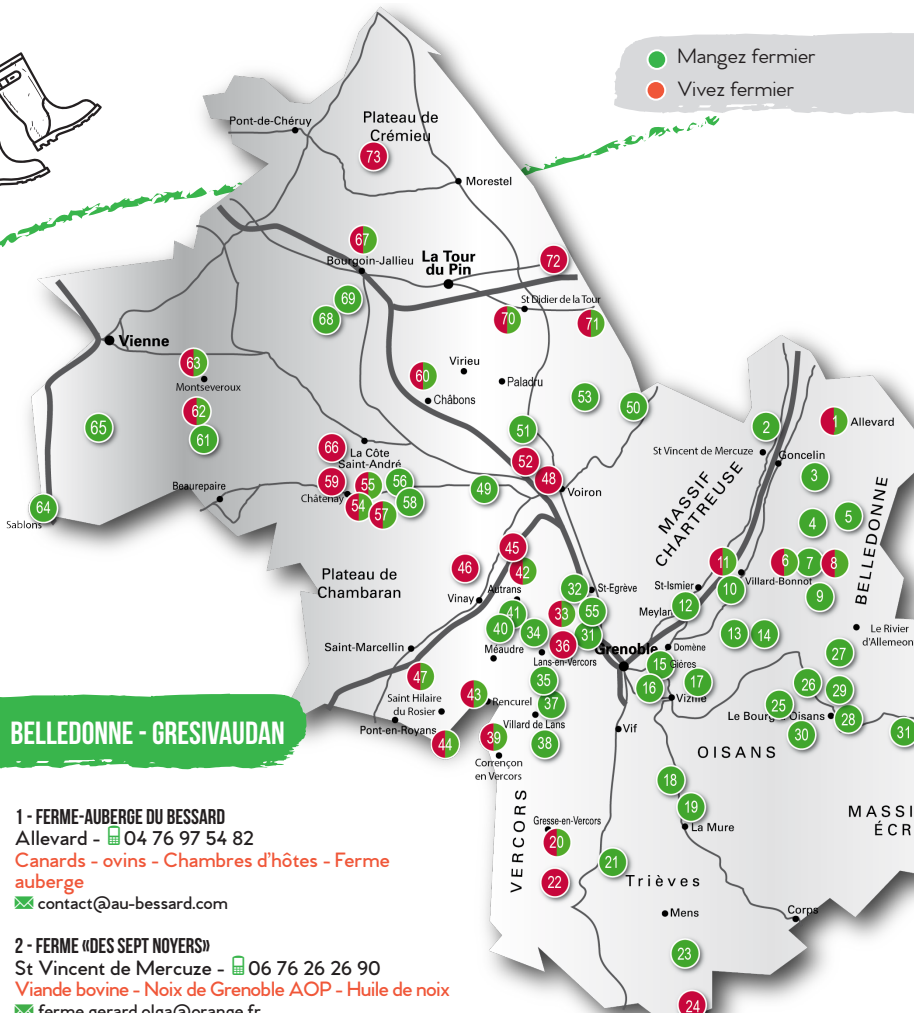 Mangez fermier
Vivez fermier
Pont-de-Chéruy
Plateau de
Crémieu
73
Morestel
67
Bourgoin-Jallieu
La Tour
du Pin
72
69
68
St Didier de la Tour
70
71
Vienne
63
Montseveroux
Virieu
60
Paladru
Châbons
62
61
65
53
50
51
2
1
Allevard
St Vincent de Mercuze
Goncelin
66
La Côte
Saint-André
52
59
55
56
Châtenay
54
57
58
49
48
Voiron
3
Beaurepaire
64
Sablons
MASSIF
CHARTREUSE
BELLEDONNE
4
5
45
46
42
11
6
7
8
Villard-Bonnot
Plateau de
Chambaran
Autrans
Vinay
32
St-Egrève
St-Ismier
10
9
41
33
55
Meylan
12
40
34
31
36
13
14
Le Rivier
d'Allemeon
Saint-Marcellin
Méaudre
Lans-en-Vercors
Grenoble
Domène
15
Gières
27
47
35
16
17
26
29
Saint Hilaire
du Rosier
43
Rencurel
37
Vizille
25
Le Bourg Oisans
28
Villard de Lans
30
31
Pont-en-Royans
44
39
38
Vif
OISANS
Corrençon
en Vercors
BELLEDONNE - GRESIVAUDAN
18
19
La Mure
MASSI
ÉCR
VERCORS
Gresse-en-Vercors
20
21
22
Trièves
Mens
Corps
23
24
1 - FERME-AUBERGE DU BESSARD
Allevard - 04 76 97 54 82
Canards - ovins - Chambres d'hôtes - Ferme
auberge
contact@au-bessard.com
2 - FERME «DES SEPT NOYERS»
St Vincent de Mercuze - 06 76 26 26 90
Viande bovine - Noix de Grenoble AOP - Huile de noix
ferme.gerard.olga@orange.fr